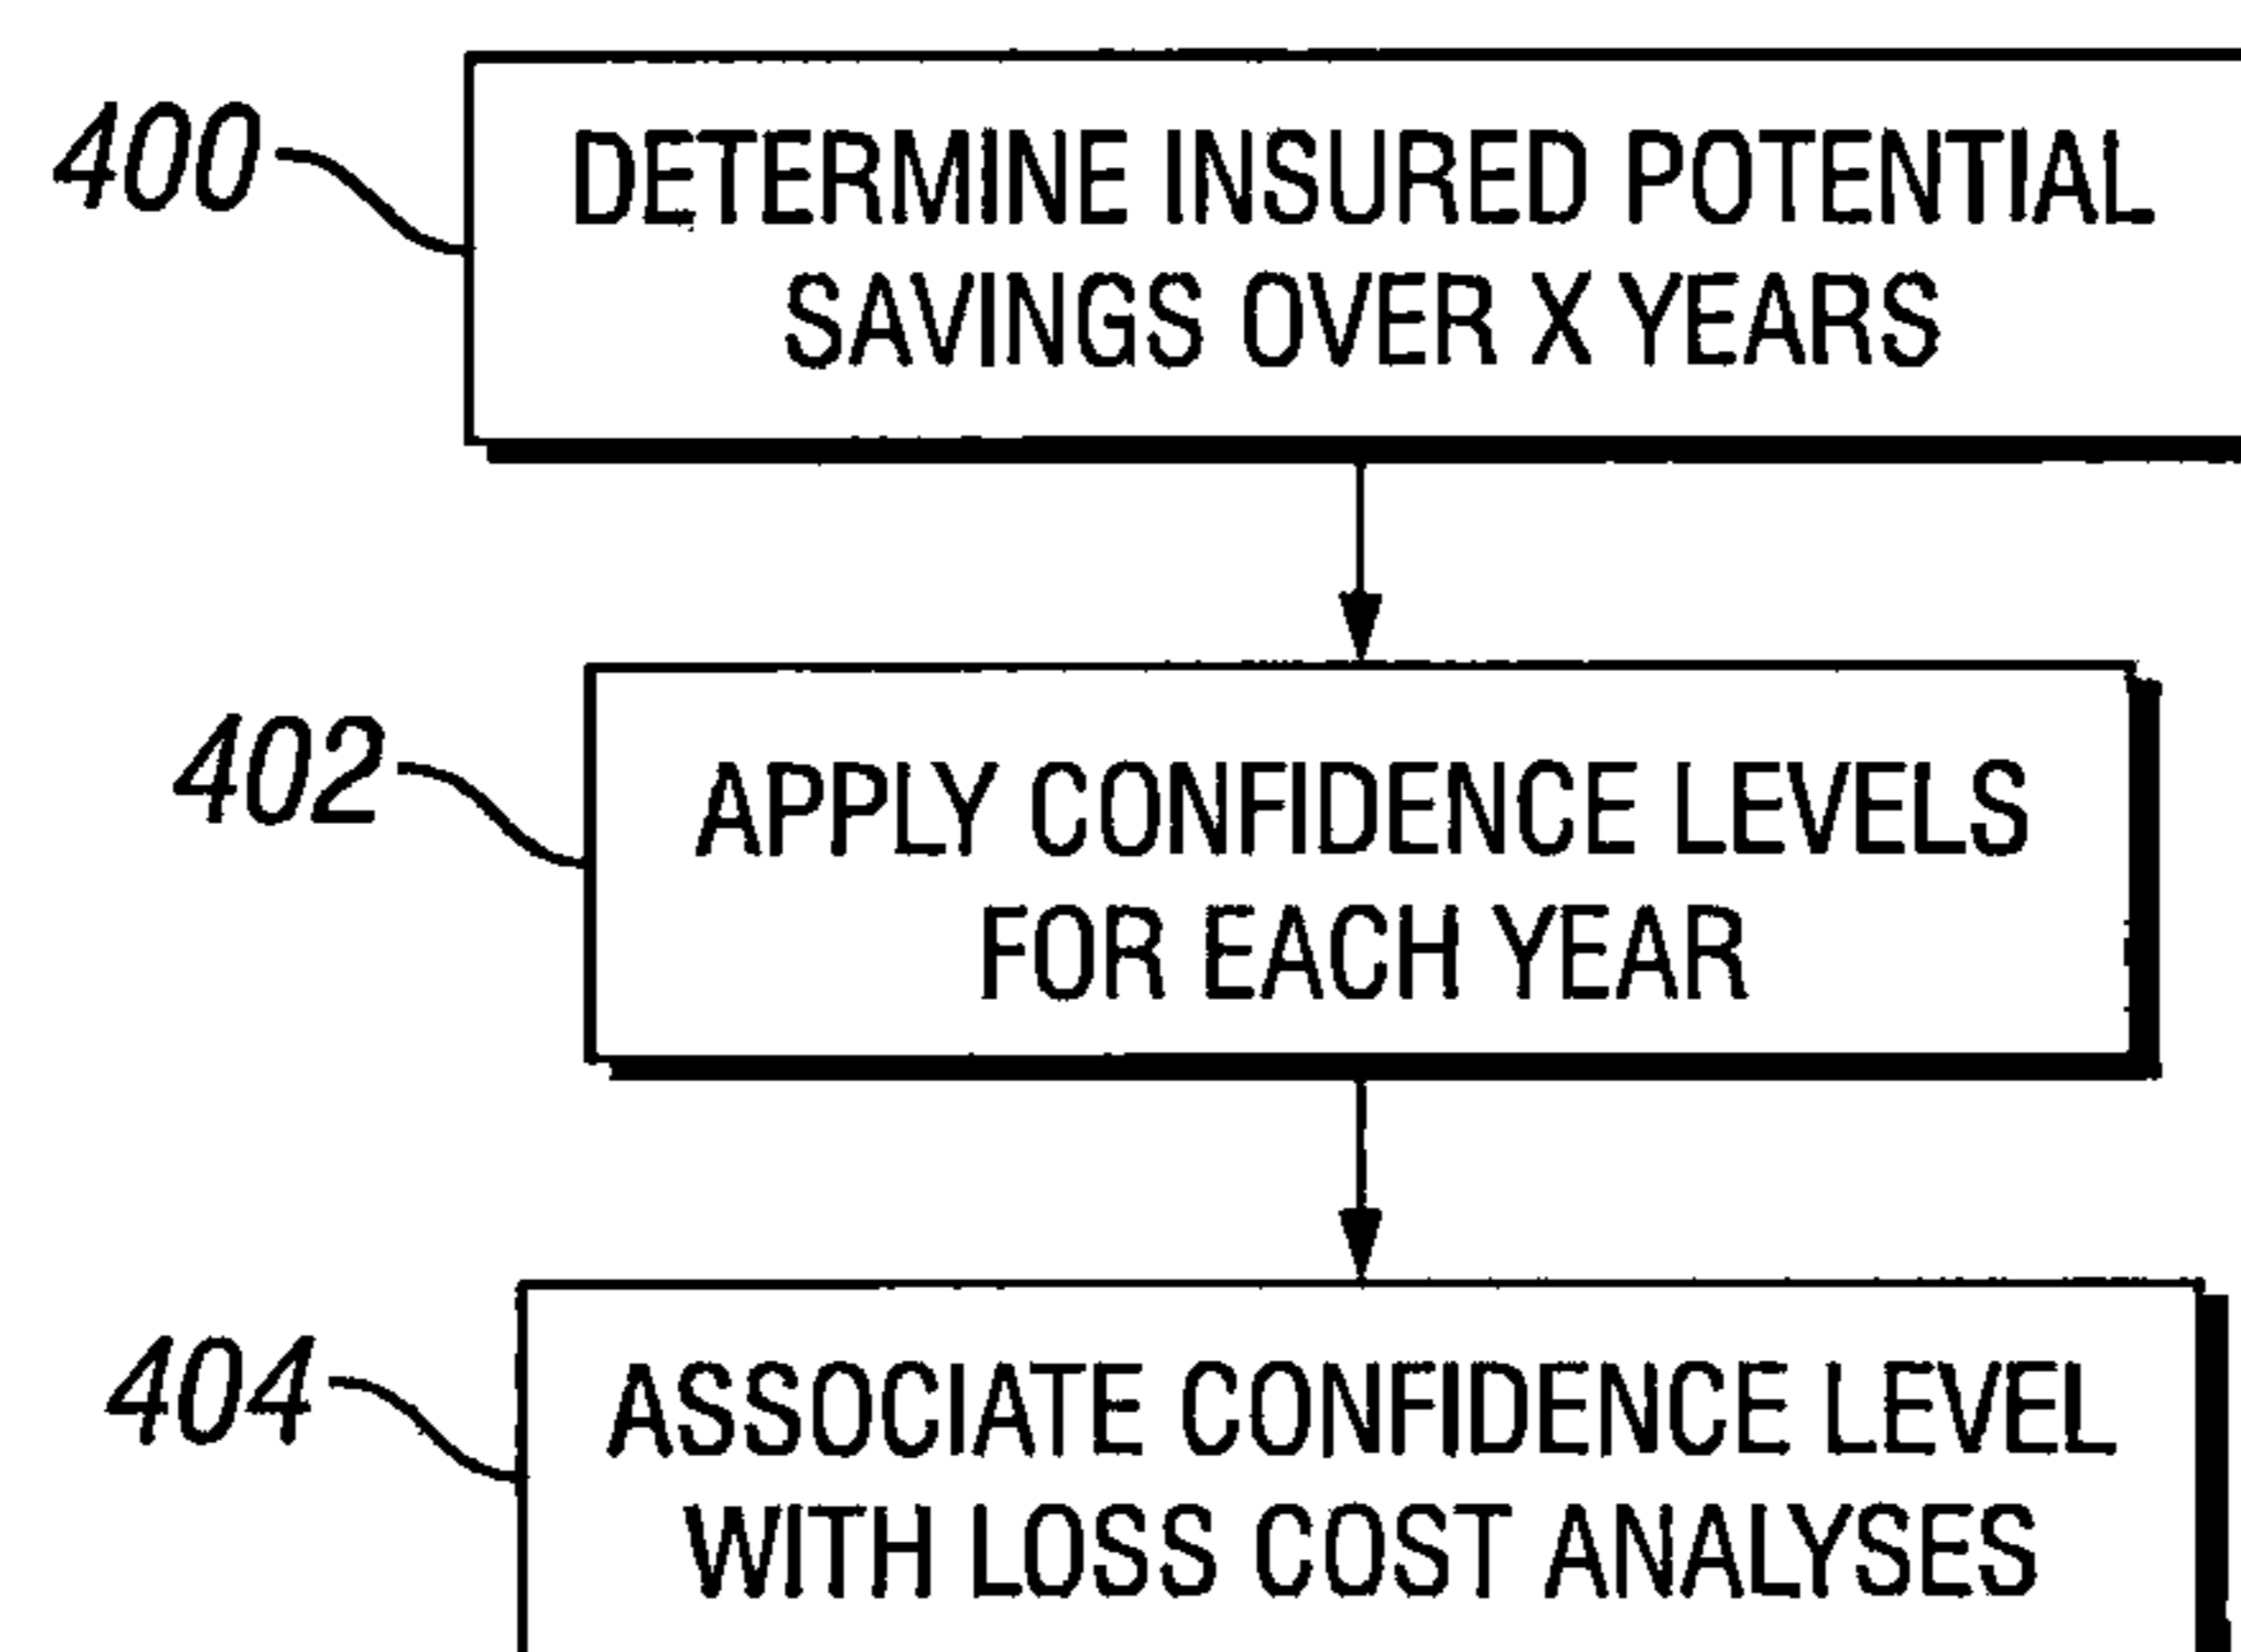 400
DETERMINE INSURED POTENTIAL
SAVINGS OVER X YEARS
402
APPLY CONFIDENCE LEVELS
FOR EACH YEAR
404
ASSOCIATE CONFIDENCE LEVEL
WITH LOSS COST ANALYSES